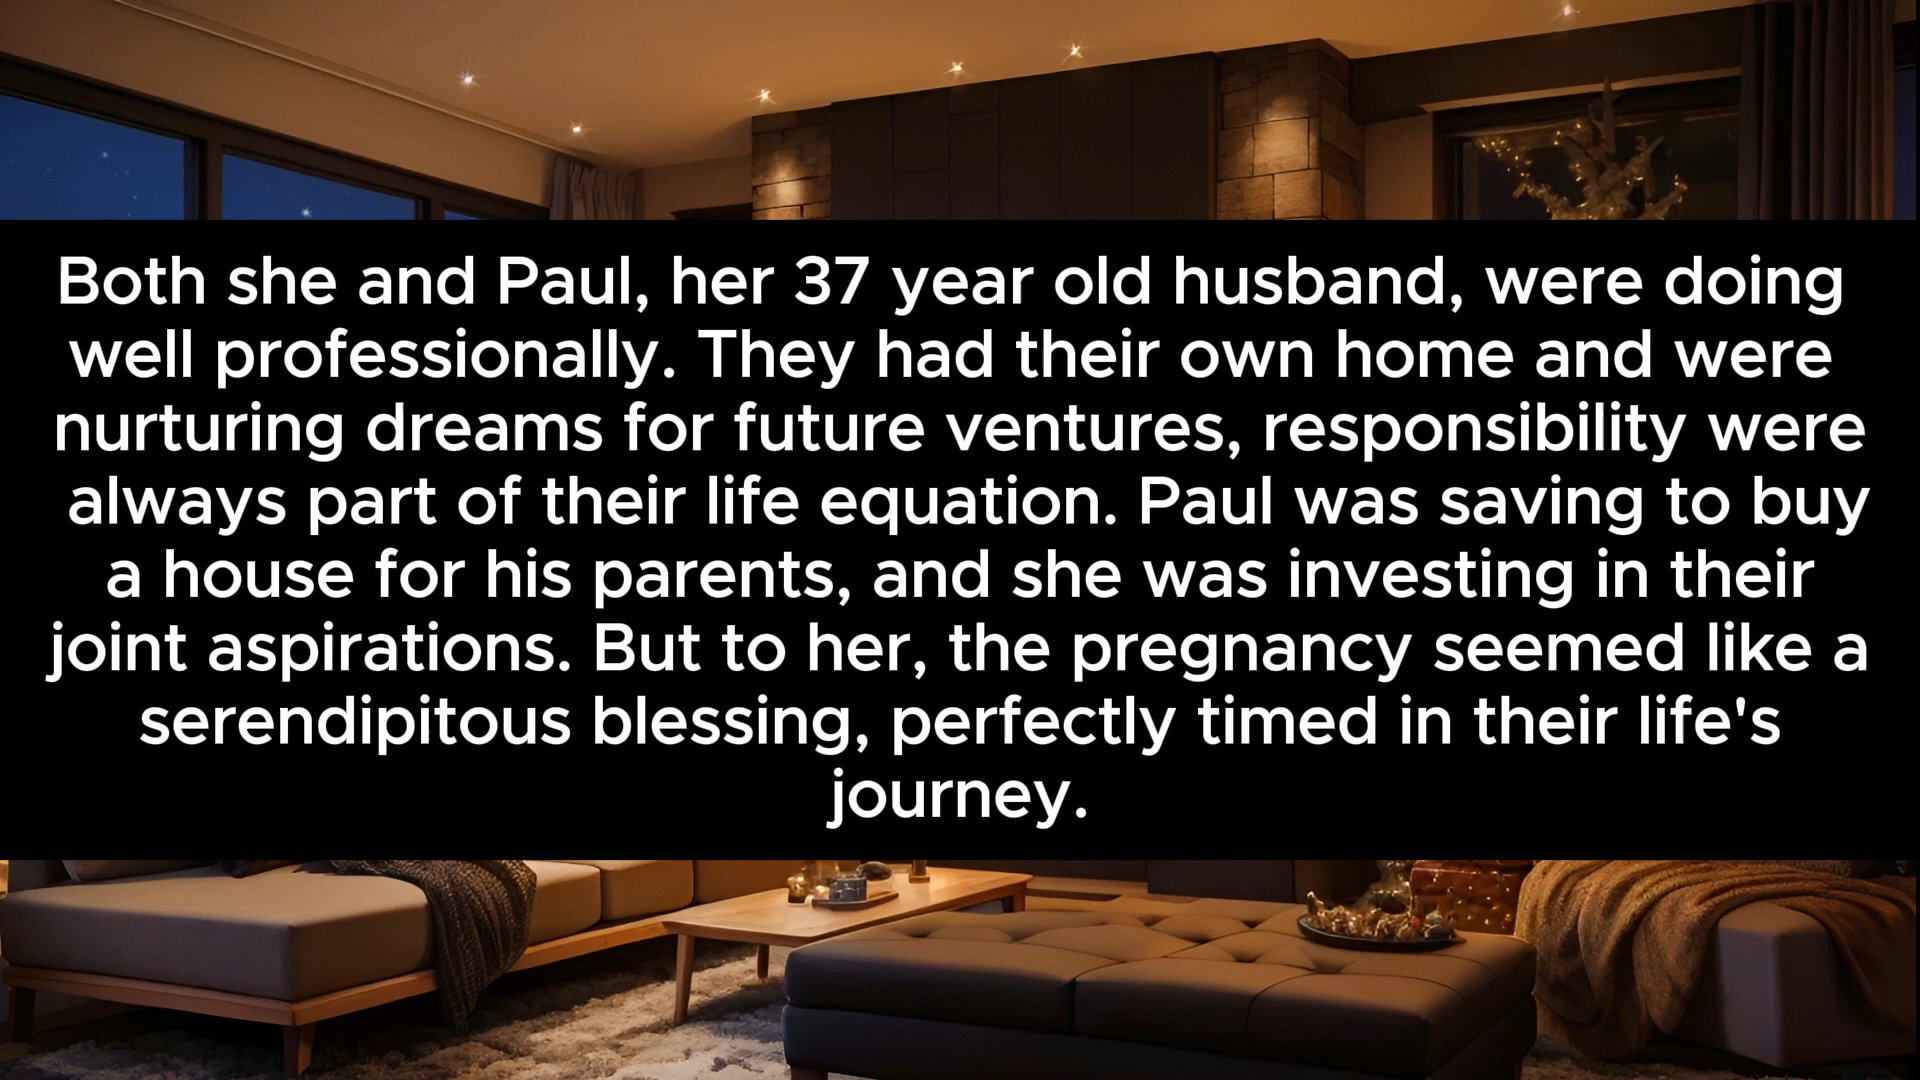 Both she and Paul, her 37 year old husband, were doing
well professionally. They had their own home and were
nurturing dreams for future ventures, responsibility were
always part of their life equation. Paul was saving to buy
a house for his parents, and she was investing in their
joint aspirations. But to her, the pregnancy seemed like a
serendipitous blessing, perfectly timed in their life's
journey.